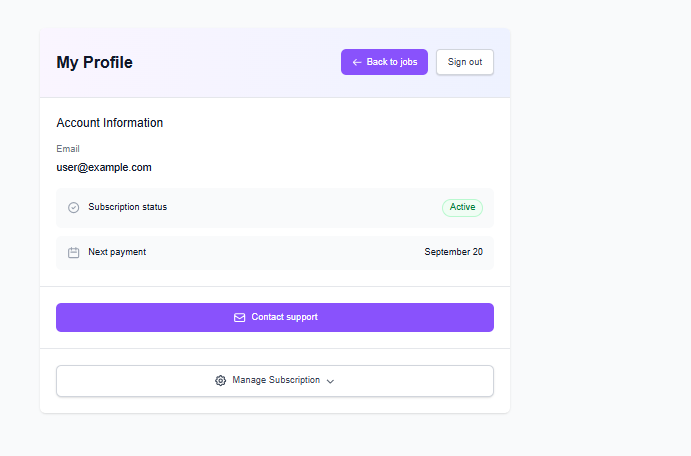 My Profile
Back to jobs
Sign out
Account Information
Email
user@example.com
Subscription status
Active
Next payment
September 20
Contact support
Manage Subscription